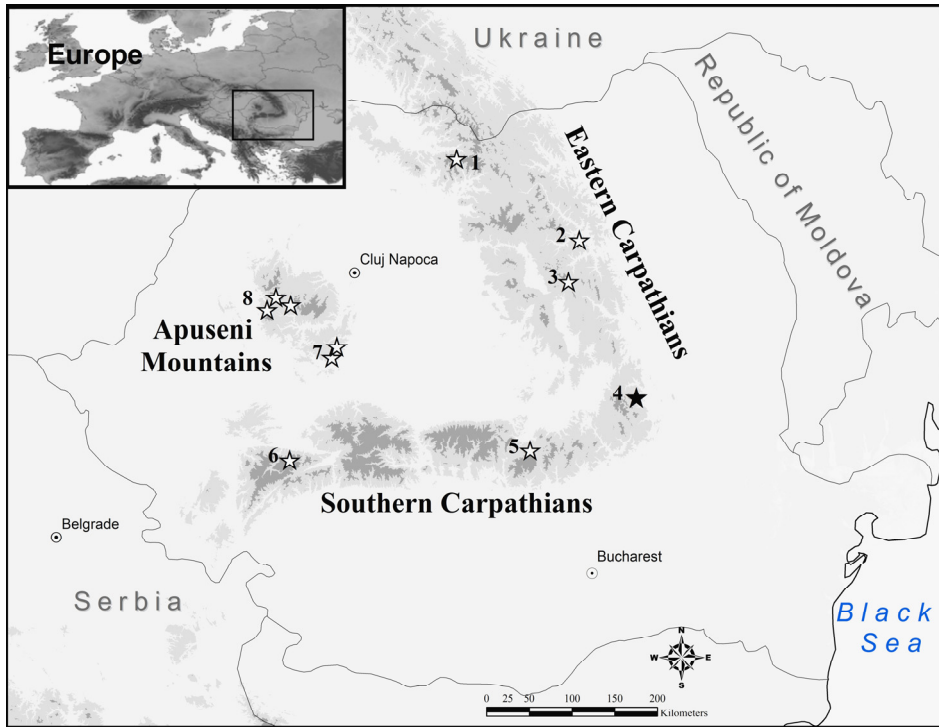 Europe
Ukraine
Republic of Moldova
Eastern Carpathians
1
2
3
Cluj Napoca
8
Apuseni
Mountains
7
4
5
6
Southern Carpathians
Belgrade
Bucharest
Serbia
Black
Sea
N
W E
S
0 25 50 100 150 200
Kilometers